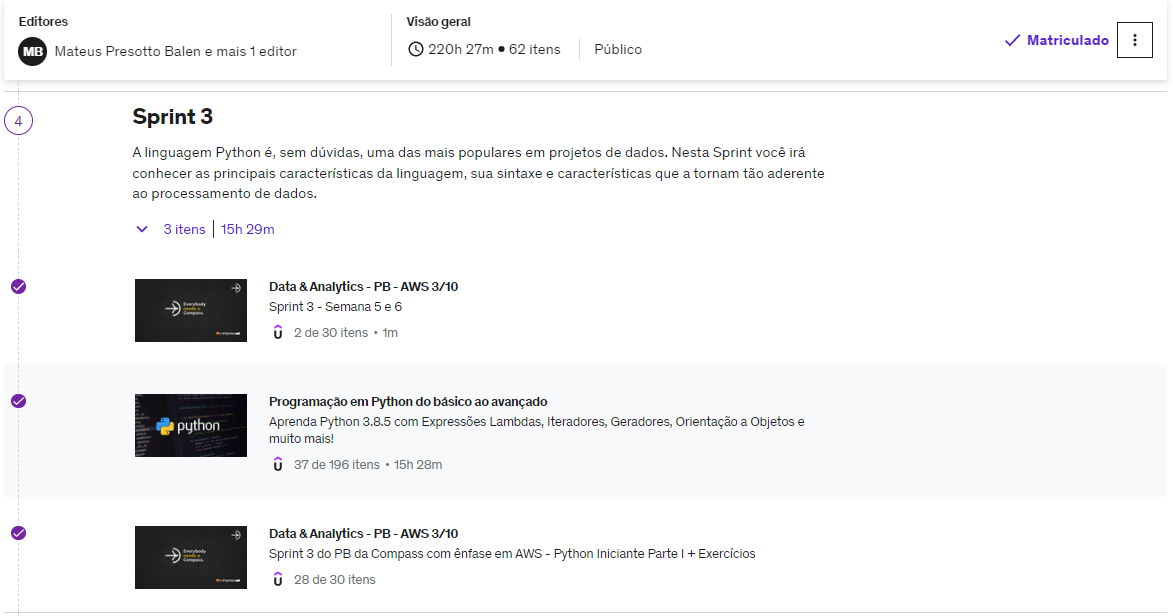 Editores
MB Mateus Presotto Balen e mais 1 editor
Visão geral
220h 27m • 62 itens Público
Matriculado
4
Sprint 3
A linguagem Python é, sem dúvidas, uma das mais populares em projetos de dados. Nesta Sprint você irá
conhecer as principais características da linguagem, sua sintaxe e características que a tornam tão aderente
ao processamento de dados.
3 itens | 15h 29m
Everybody
needs a
Compass.
Data & Analytics - PB - AWS 3/10
Sprint 3 - Semana 5 e 6
2 de 30 itens • 1m
python
Programação em Python do básico ao avançado
Aprenda Python 3.8.5 com Expressões Lambdas, Iteradores, Geradores, Orientação a Objetos e
muito mais!
37 de 196 itens • 15h 28m
Everybody
needs a
Compass.
Data & Analytics - PB - AWS 3/10
Sprint 3 do PB da Compass com ênfase em AWS - Python Iniciante Parte I + Exercícios
28 de 30 itens